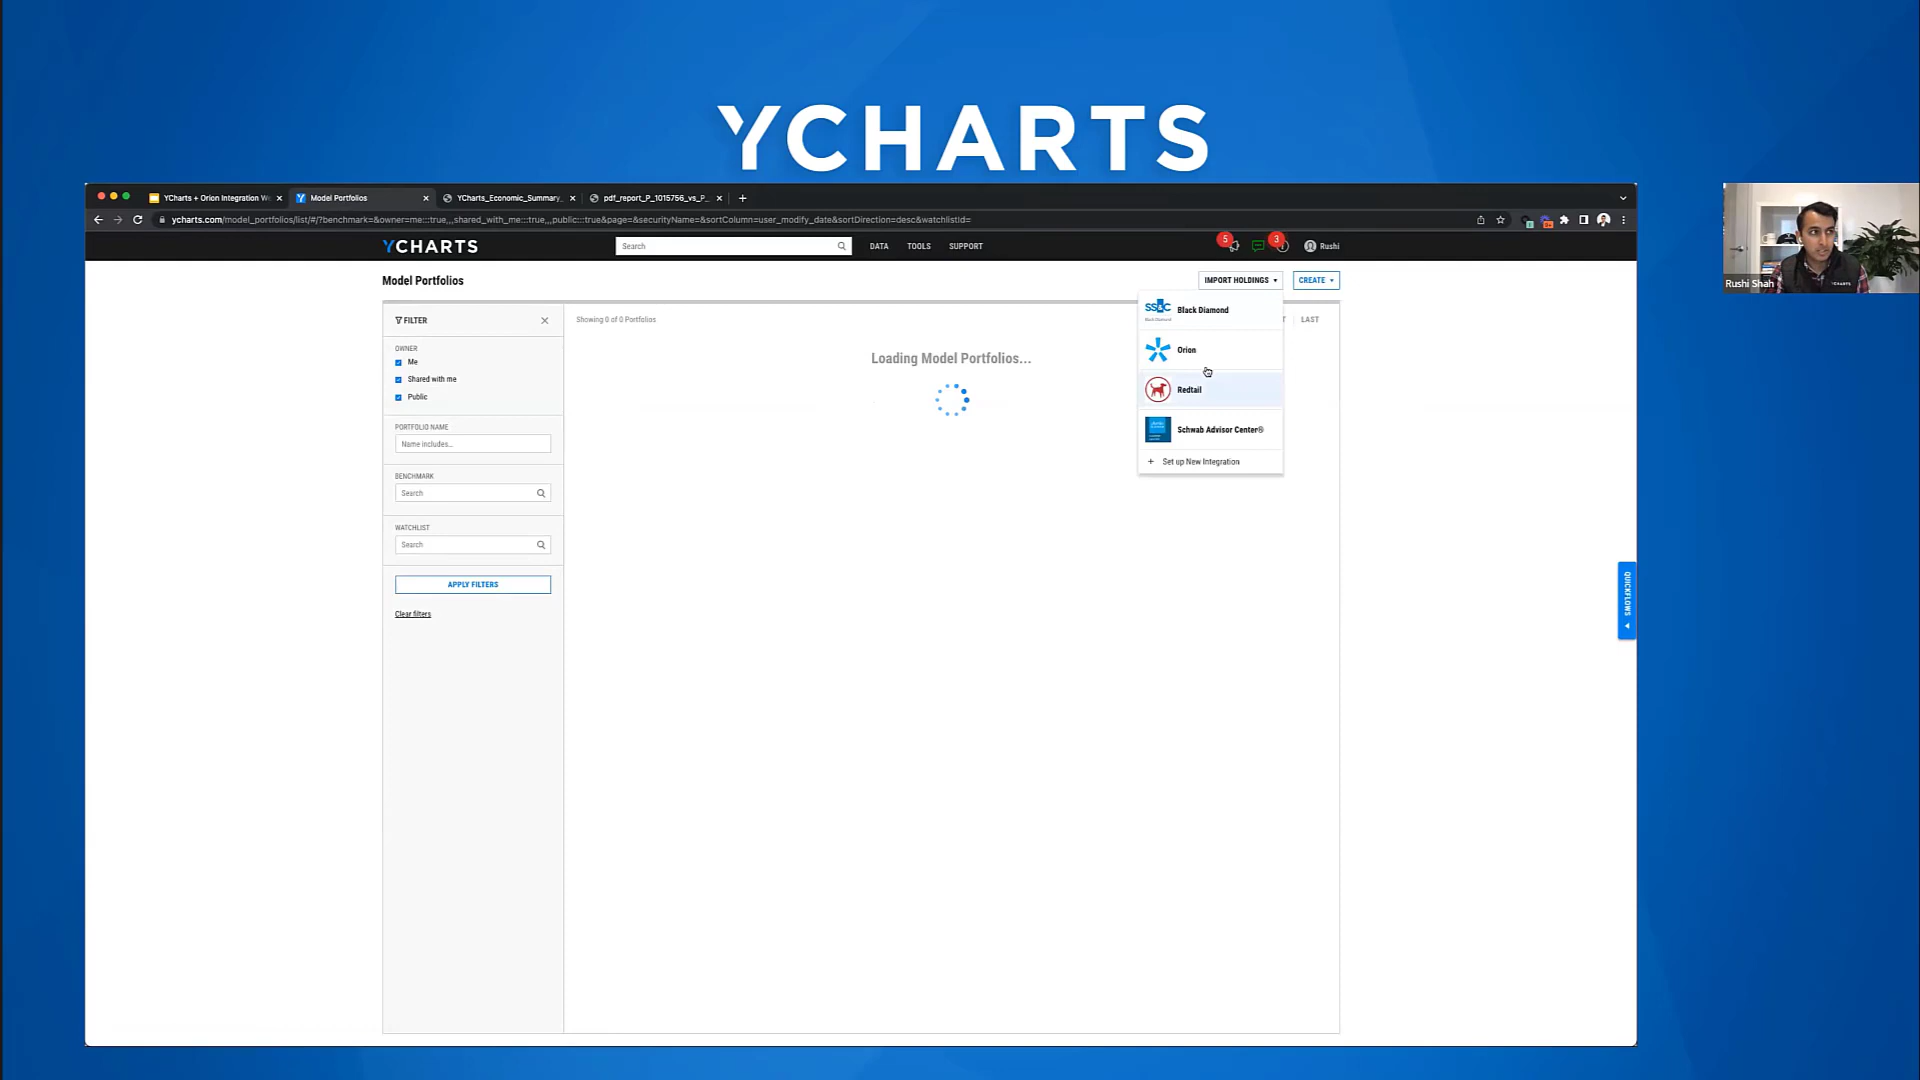 YCHARTS
YCharts + Orion Integration We
Model Portfolios
YCharts_Economic_Summary_
pdf_report_P_1015756_vs_P_
ycharts.com/model_portfolios/list/#/?benchmark=&owner=me:::true,,,shared_with_me:::true,,,public:::true&page=&securityName=&sortColumn=user_modify_date&sortDirection=desc&watchlistId=
YCHARTS
Search
DATA
TOOLS
SUPPORT
5
3
Rushi
Rushi Shah
Model Portfolios
IMPORT HOLDINGS
CREATE
FILTER
Showing 0 of 0 Portfolios
LAST
OWNER
Me
Shared with me
Public
Loading Model Portfolios...
SS&C
Black Diamond
Black Diamond
Orion
Redtail
Schwab Advisor Center®
+ Set up New Integration
PORTFOLIO NAME
Name includes...
BENCHMARK
Search
WATCHLIST
Search
APPLY FILTERS
Clear filters
QUICKFLOWS